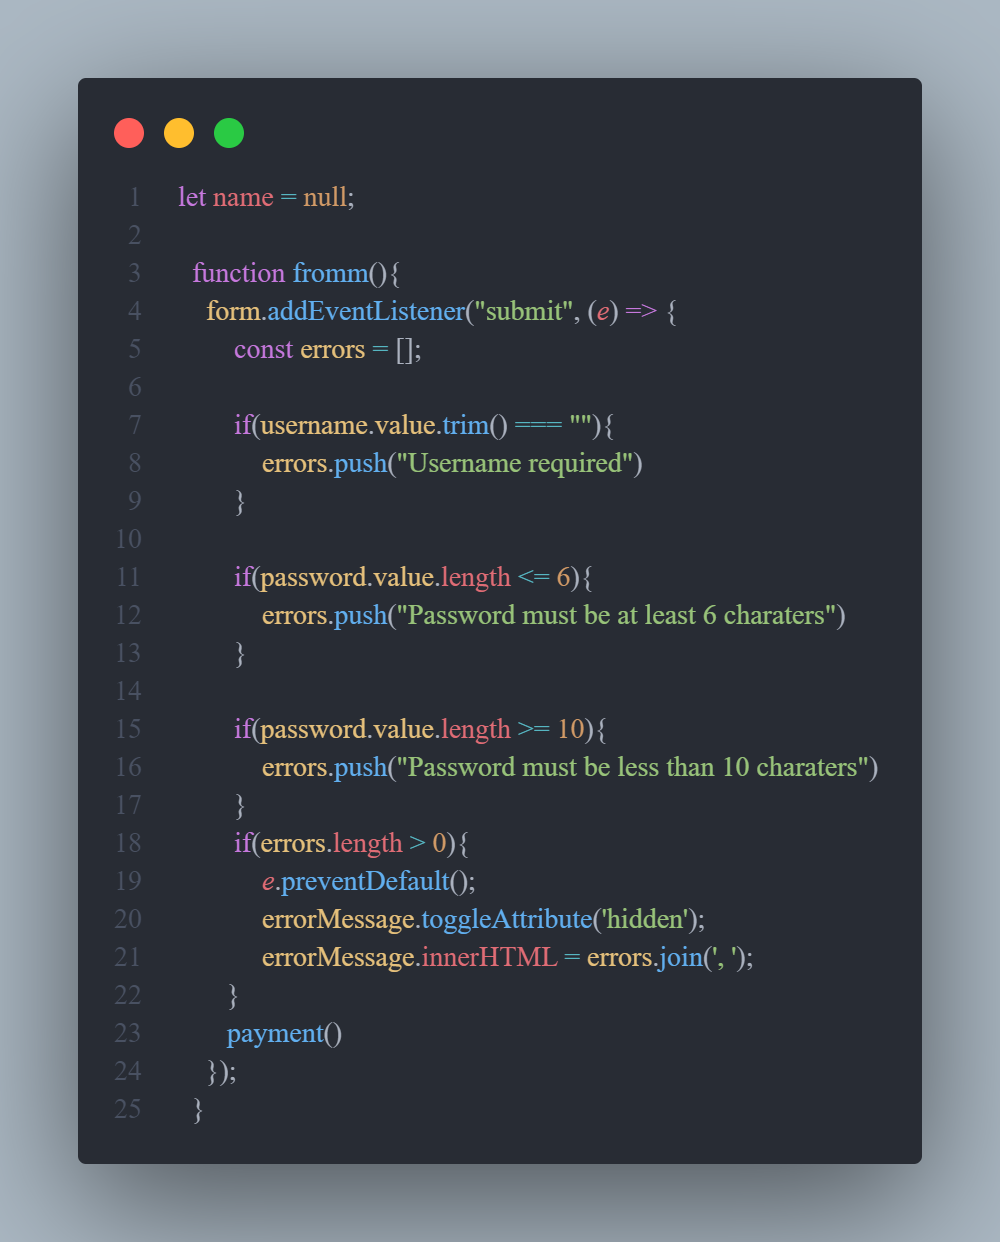 1 let name = null;
2
3 function fromm(){
4 form.addEventListener("submit", (e) => {
5 const errors = [];
6
7 if(username.value.trim() === ""){
8 errors.push("Username required")
9 }
10
11 if(password.value.length <= 6){
12 errors.push("Password must be at least 6 charaters")
13 }
14
15 if(password.value.length >= 10){
16 errors.push("Password must be less than 10 charaters")
17 }
18 if(errors.length > 0){
19 e.preventDefault();
20 errorMessage.toggleAttribute('hidden');
21 errorMessage.innerHTML = errors.join(', ');
22 }
23 payment()
24 });
25 }